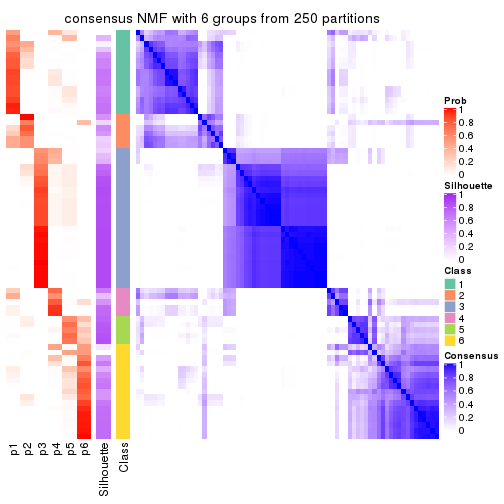 consensus NMF with 6 groups from 250 partitions
Prob
1
0.8
0.6
0.4
0.2
0
Silhouette
1
0.8
0.6
0.4
0.2
0
Class
1
2
3
4
5
6
Consensus
1
0.8
0.6
0.4
0.2
0
p1
p2
p3
p4
p5
p6
Silhouette
Class